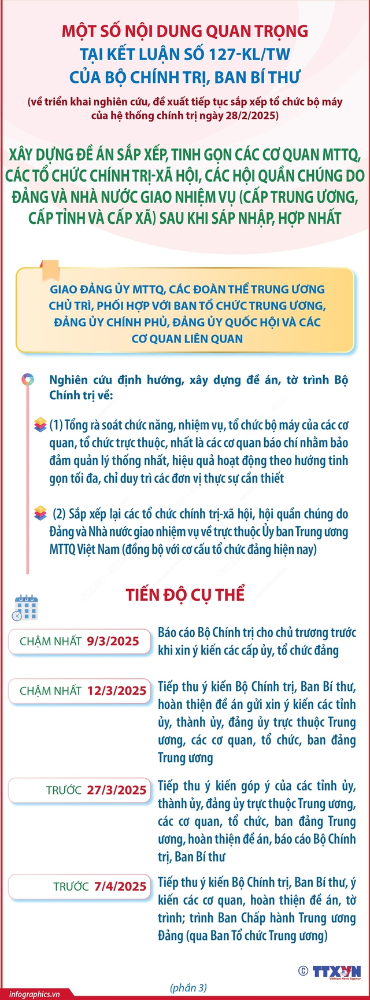 MỘT SỐ NỘI DUNG QUAN TRỌNG
TẠI KẾT LUẬN SỐ 127-KL/TW
CỦA BỘ CHÍNH TRỊ, BAN BÍ THƯ
(về triển khai nghiên cứu, đề xuất tiếp tục sắp xếp tổ chức bộ máy
của hệ thống chính trị ngày 28/2/2025)
XÂY DỰNG ĐỀ ÁN SẮP XẾP, TINH GỌN CÁC CƠ QUAN MTTQ,
CÁC TỔ CHỨC CHÍNH TRỊ-XÃ HỘI, CÁC HỘI QUẦN CHÚNG DO
ĐẢNG VÀ NHÀ NƯỚC GIAO NHIỆM VỤ (CẤP TRUNG ƯƠNG,
CẤP TỈNH VÀ CẤP XÃ) SAU KHI SÁP NHẬP, HỢP NHẤT
GIAO ĐẢNG ỦY MTTQ, CÁC ĐOÀN THỂ TRUNG ƯƠNG
CHỦ TRÌ, PHỐI HỢP VỚI BAN TỔ CHỨC TRUNG ƯƠNG,
ĐẢNG ỦY CHÍNH PHỦ, ĐẢNG ỦY QUỐC HỘI VÀ CÁC
CƠ QUAN LIÊN QUAN
Nghiên cứu định hướng, xây dựng đề án, tờ trình Bộ
Chính trị về:
(1) Tổng rà soát chức năng, nhiệm vụ, tổ chức bộ máy của các cơ
quan, tổ chức trực thuộc, nhất là các cơ quan báo chí nhằm bảo
đảm quản lý thống nhất, hiệu quả hoạt động theo hướng tinh
gọn tối đa, chỉ duy trì các đơn vị thực sự cần thiết
(2) Sắp xếp lại các tổ chức chính trị-xã hội, hội quần chúng do
Đảng và Nhà nước giao nhiệm vụ về trực thuộc Ủy ban Trung ương
MTTQ Việt Nam (đồng bộ với cơ cấu tổ chức đảng hiện nay)
TIẾN ĐỘ CỤ THỂ
CHẬM NHẤT 9/3/2025
Báo cáo Bộ Chính trị cho chủ trương trước
khi xin ý kiến các cấp ủy, tổ chức đảng
CHẬM NHẤT 12/3/2025
Tiếp thu ý kiến Bộ Chính trị, Ban Bí thư,
hoàn thiện đề án gửi xin ý kiến các tỉnh
ủy, thành ủy, đảng ủy trực thuộc Trung
ương, các cơ quan, tổ chức, ban đảng
Trung ương
TRƯỚC 27/3/2025
Tiếp thu ý kiến góp ý của các tỉnh ủy,
thành ủy, đảng ủy trực thuộc Trung ương,
các cơ quan, tổ chức, ban đảng Trung
ương, hoàn thiện đề án, báo cáo Bộ Chính
trị, Ban Bí thư
TRƯỚC 7/4/2025
Tiếp thu ý kiến Bộ Chính trị, Ban Bí thư, ý
kiến các cơ quan, hoàn thiện đề án, tờ
trình; trình Ban Chấp hành Trung ương
Đảng (qua Ban Tổ chức Trung ương)
© TTXVN
Vietnam News Agency
infographics.vn
(phần 3)